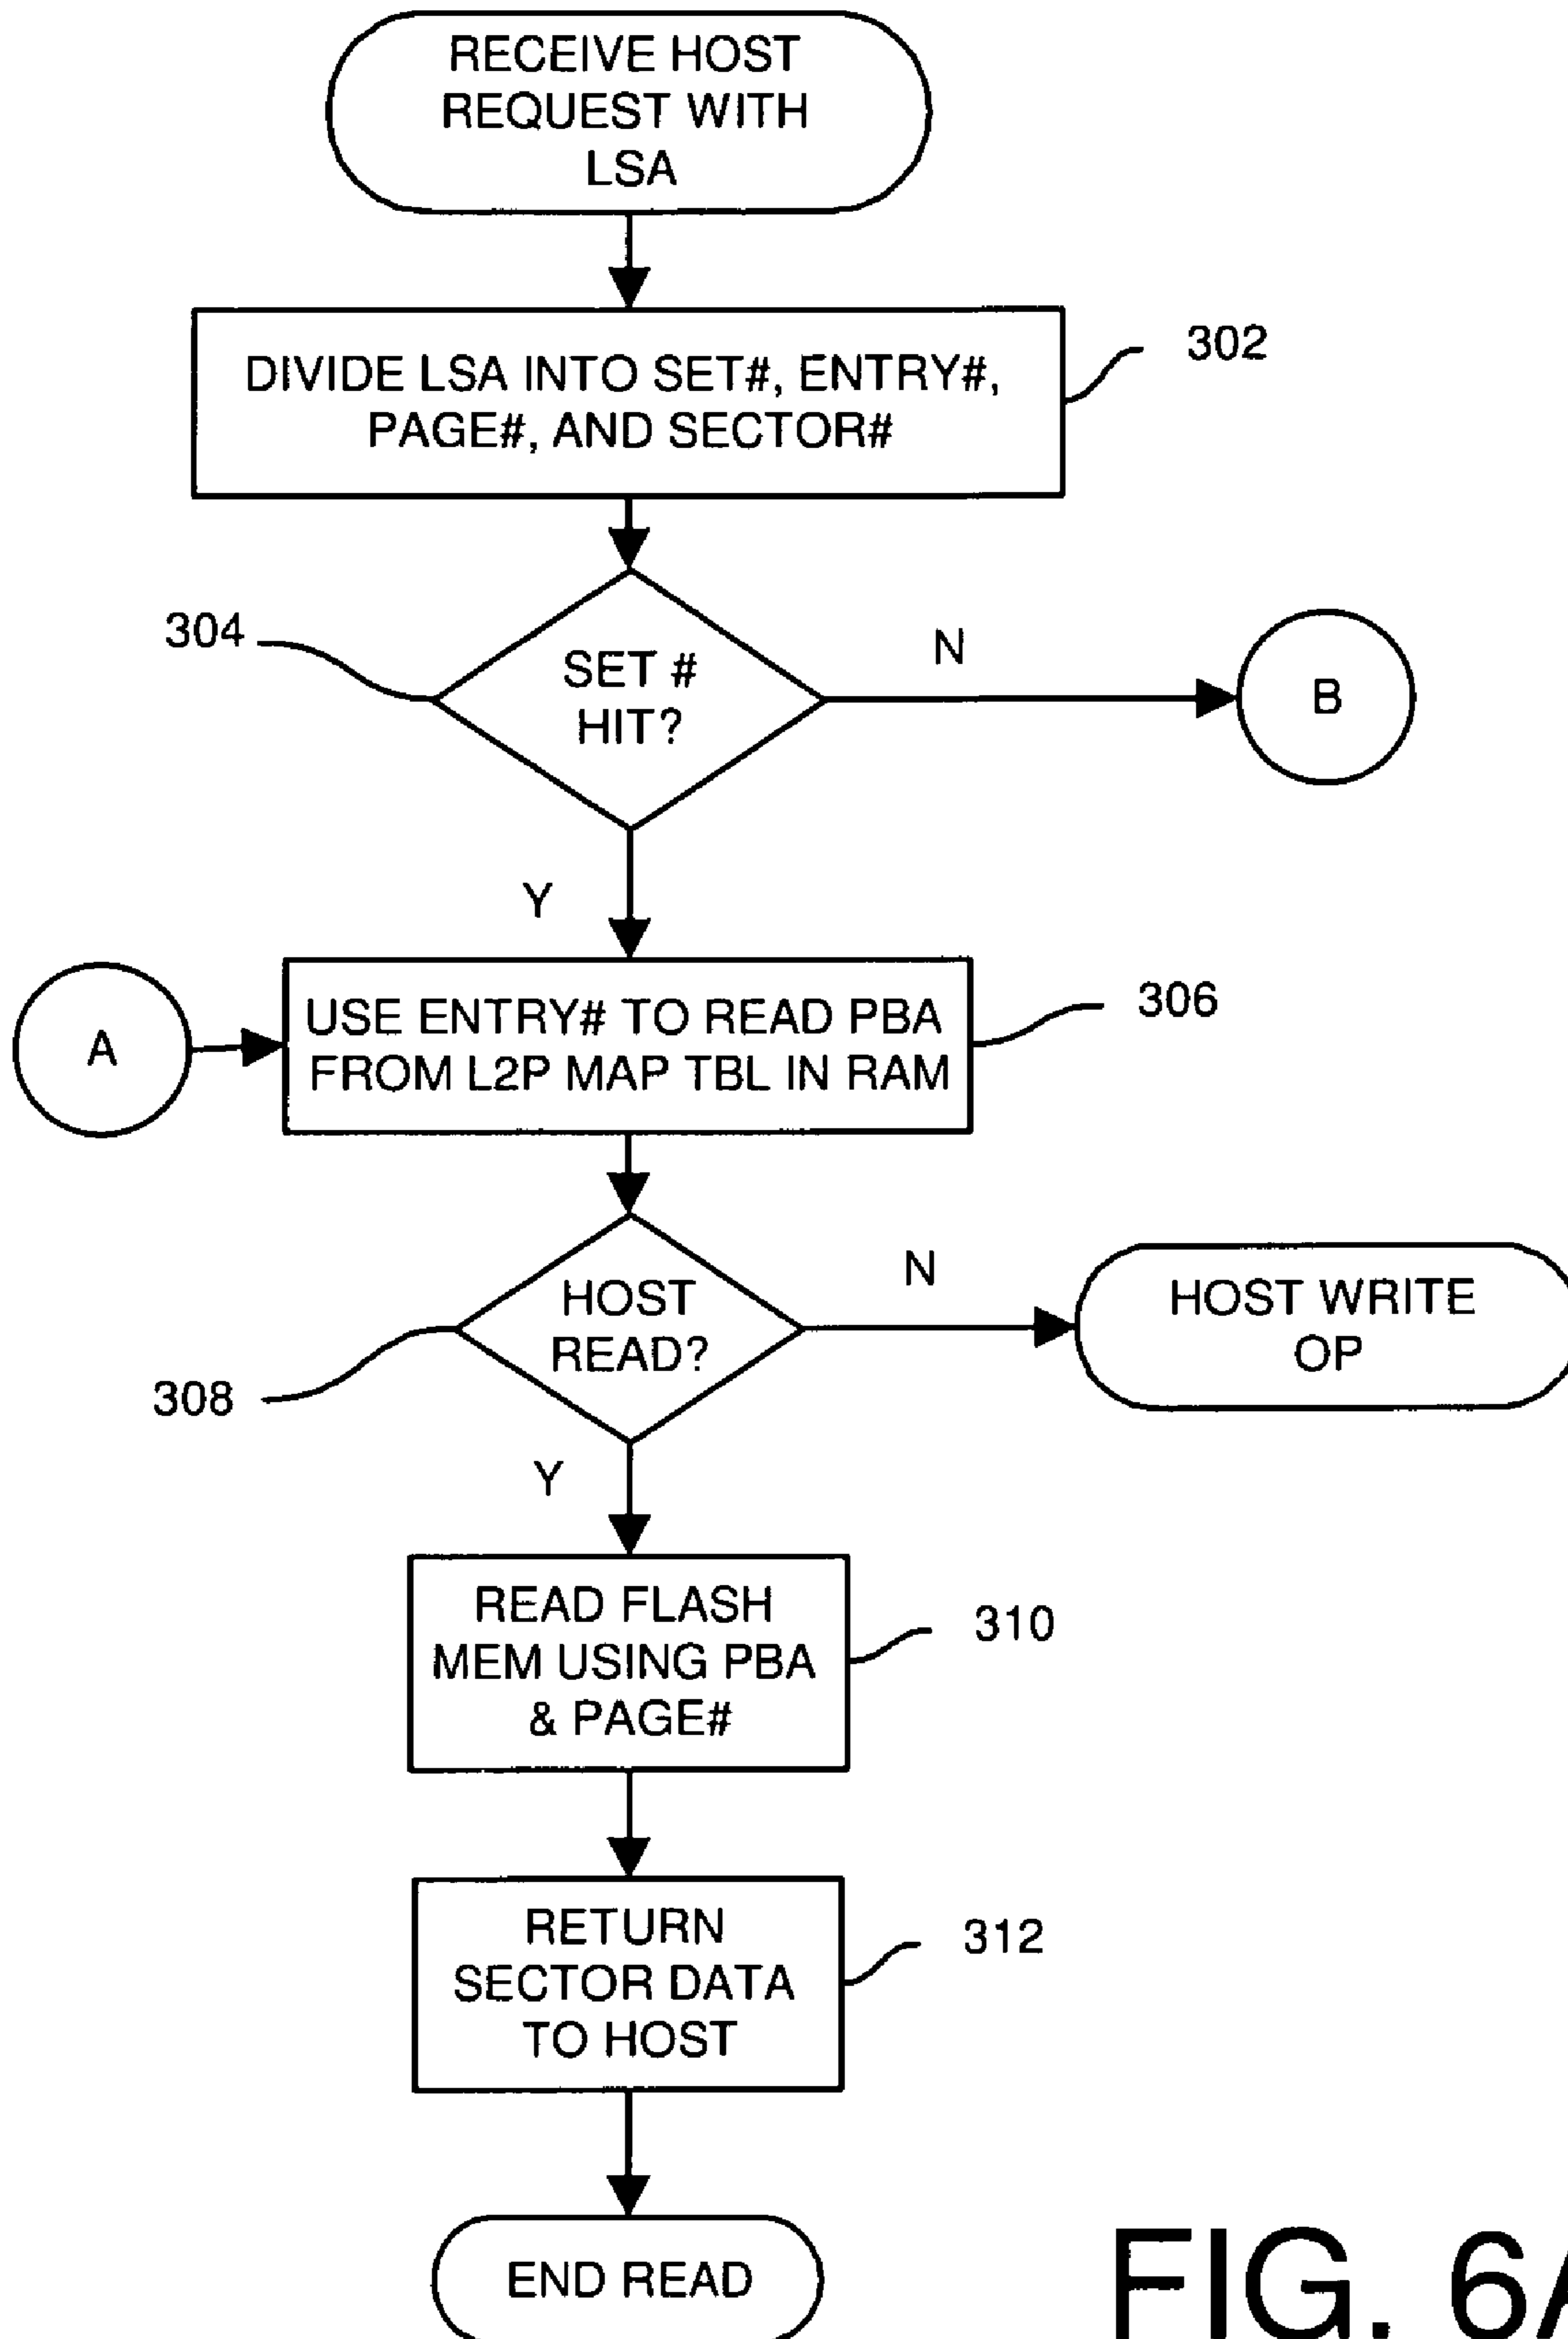 RECEIVE HOST
REQUEST WITH
LSA
DIVIDE LSA INTO SET#, ENTRY#,
PAGE#, AND SECTOR#
302
304
SET #
HIT?
N
B
Y
A
USE ENTRY# TO READ PBA
FROM L2P MAP TBL IN RAM
306
HOST
READ?
N
HOST WRITE
OP
308
Y
READ FLASH
MEM USING PBA
& PAGE#
310
RETURN
SECTOR DATA
TO HOST
312
END READ
FIG. 6A